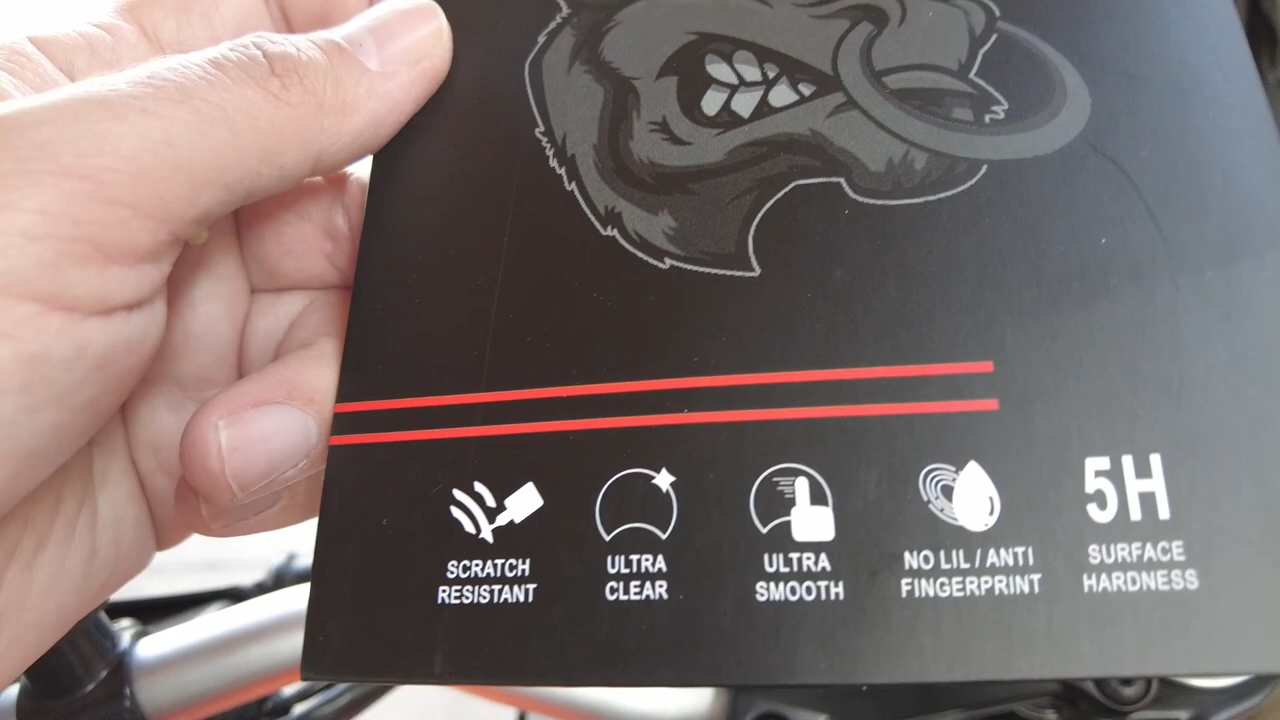 SCRATCH
RESISTANT
ULTRA
CLEAR
ULTRA
SMOOTH
NO LIL / ANTI
FINGERPRINT
5H
SURFACE
HARDNESS